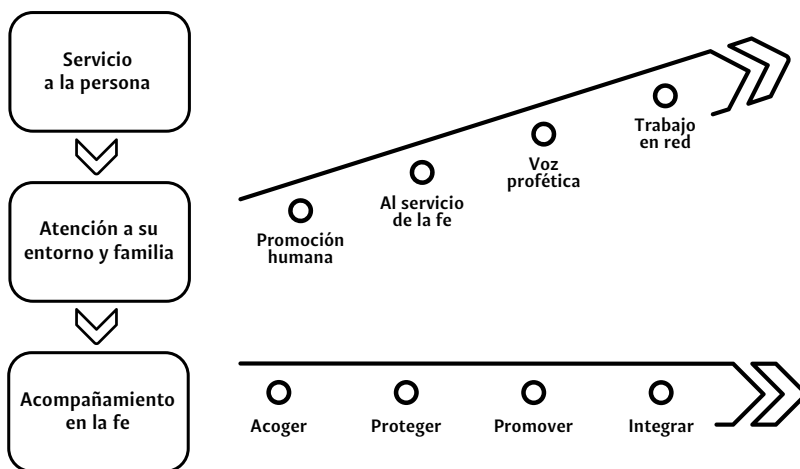 Servicio
a la persona
Atención a su
entorno y familia
Acompañamiento
en la fe
Promoción
humana
Al servicio
de la fe
Voz
profética
Trabajo
en red
Acoger
Proteger
Promover
Integrar